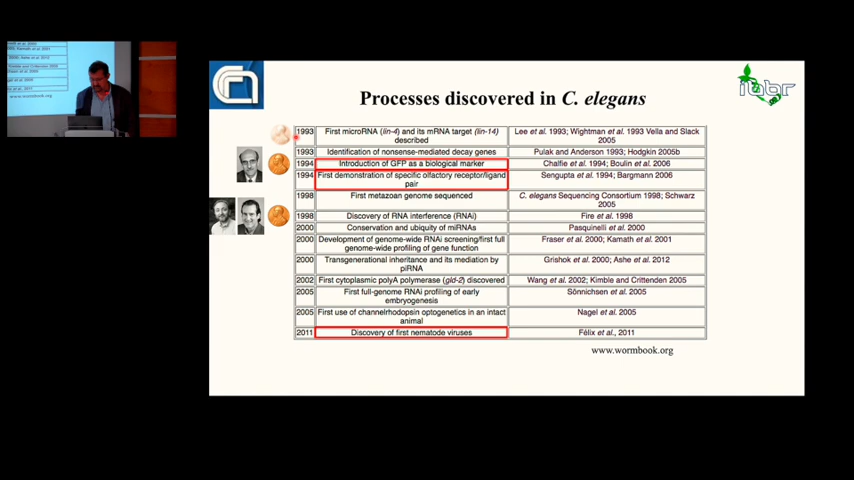 Processes discovered in C. elegans
ibbr
1993 First microRNA (lin-4) and its mRNA target (lin-14) Lee et al. 1993; Wightman et al. 1993 Vella and Slack
described 2005
1993 Identification of nonsense-mediated decay genes Pulak and Anderson 1993; Hodgkin 2005b
1994 Introduction of GFP as a biological marker Chalfie et al. 1994; Boulin et al. 2006
1994 First demonstration of specific olfactory receptor/ligand Sengupta et al. 1994; Bargmann 2006
pair
1998 First metazoan genome sequenced C. elegans Sequencing Consortium 1998; Schwarz
2005
1998 Discovery of RNA interference (RNAi) Fire et al. 1998
2000 Conservation and ubiquity of miRNAs Pasquinelli et al. 2000
2000 Development of genome-wide RNAi screening/first full Fraser et al. 2000; Kamath et al. 2001
genome-wide profiling of gene function
2000 Transgenerational inheritance and its mediation by Grishok et al. 2000; Ashe et al. 2012
piRNA
2002 First cytoplasmic polyA polymerase (gld-2) discovered Wang et al. 2002; Kimble and Crittenden 2005
2005 First full-genome RNAi profiling of early Sönnichsen et al. 2005
embryogenesis
2005 First use of channelrhodopsin optogenetics in an intact Nagel et al. 2005
animal
2011 Discovery of first nematode viruses Félix et al., 2011
www.wormbook.org